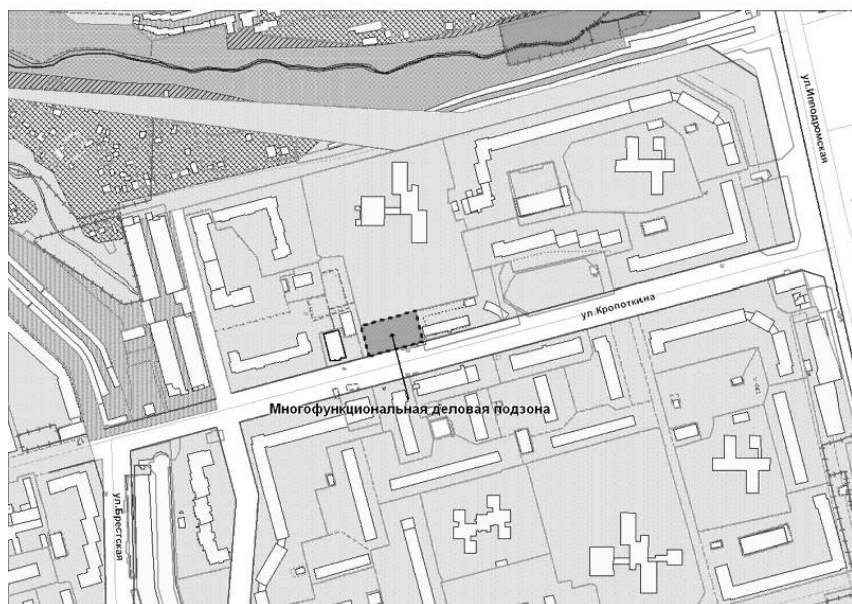 ул.Ипподромская
ул.Кропоткина
Многофункциональная деловая подзона
ул.Брестская